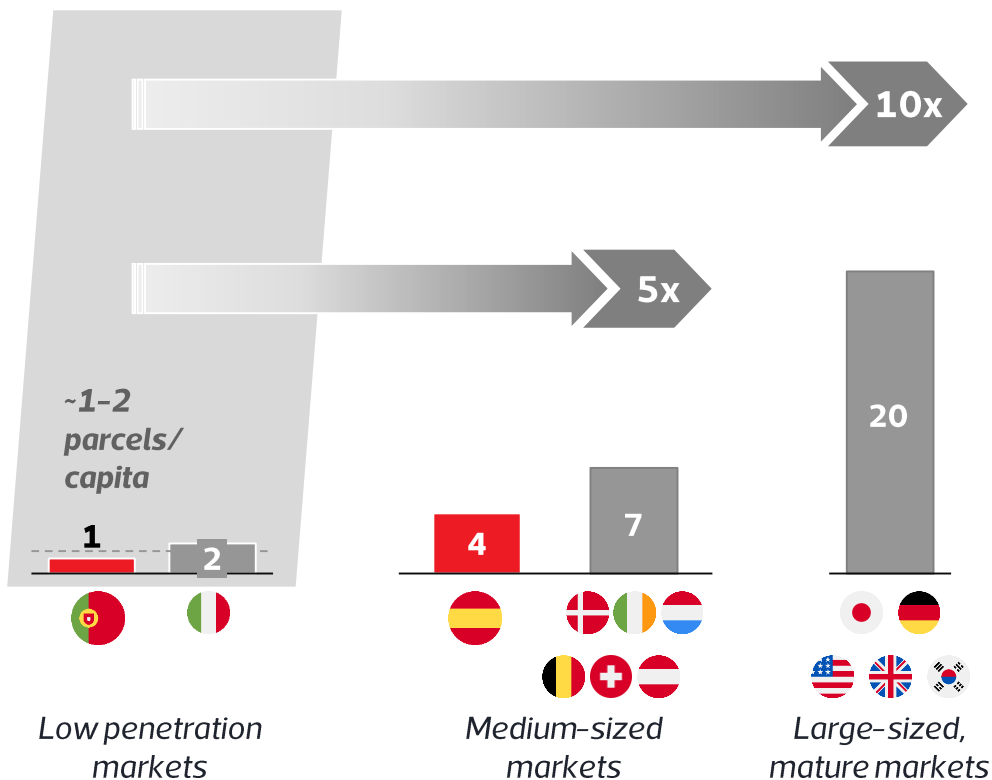 10x
5x
20
~1-2
parcels/
capita
1
2
4
7
Low penetration
markets
Medium-sized
markets
Large-sized,
mature markets